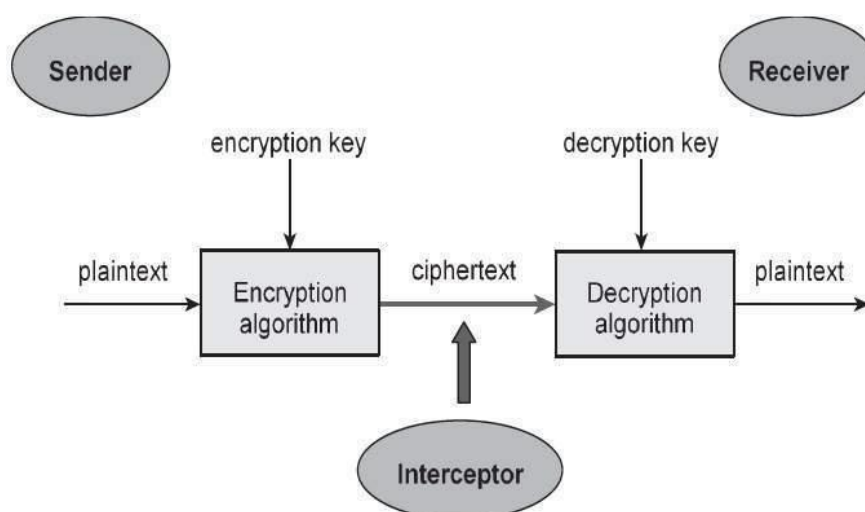 Sender
Receiver
encryption key
decryption key
plaintext
Encryption
algorithm
ciphertext
Decryption
algorithm
plaintext
Interceptor